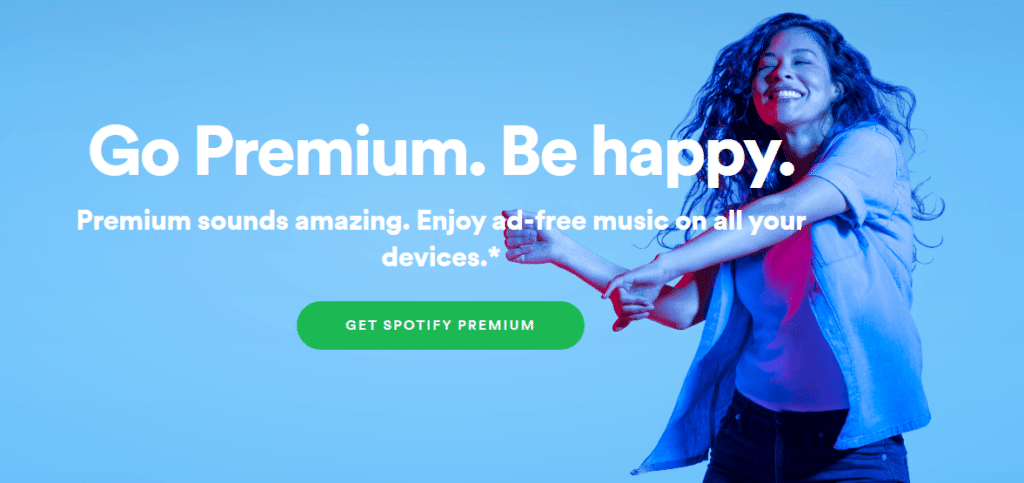 Go Premium. Be happy.
Premium sounds amazing. Enjoy ad-free music on all your
devices.*
GET SPOTIFY PREMIUM